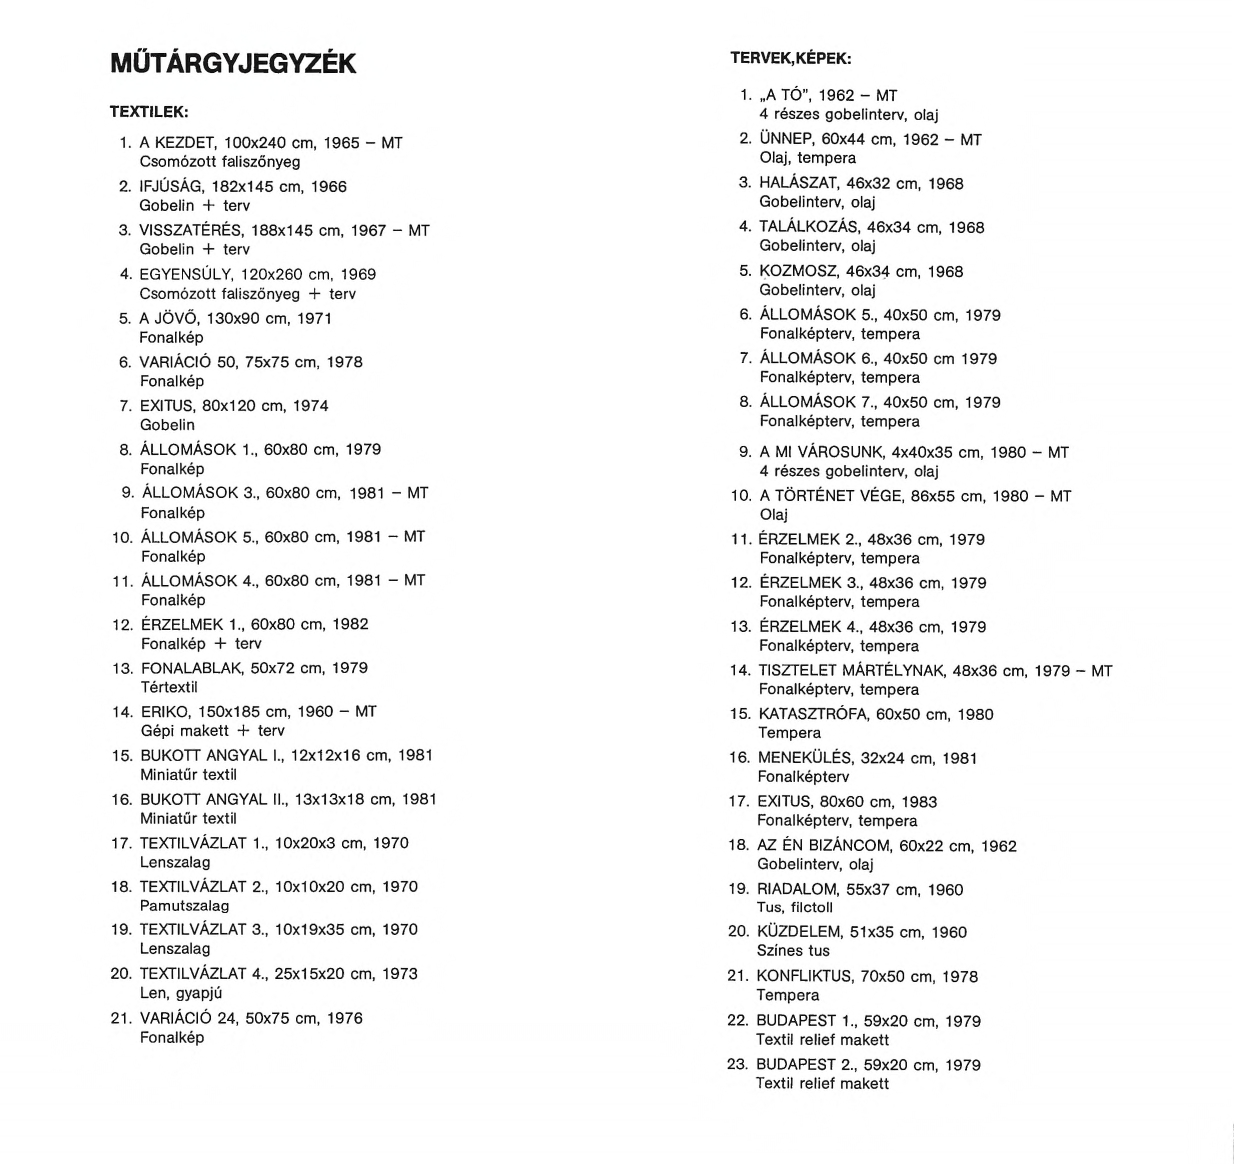 MŰTÁRGYJEGYZÉK
TEXTILEK:
1. A KEZDET, 100x240 cm, 1965 – MT
Csomózott faliszőnyeg
2. IFJÚSÁG, 182x145 cm, 1966
Gobelin + terv
3. VISSZATÉRÉS, 188x145 cm, 1967 – MT
Gobelin + terv
4. EGYENSÚLY, 120x260 cm, 1969
Csomózott faliszőnyeg + terv
5. A JÖVŐ, 130x90 cm, 1971
Fonalkép
6. VARIÁCIÓ 50, 75x75 cm, 1978
Fonalkép
7. EXITUS, 80x120 cm, 1974
Gobelin
8. ÁLLOMÁSOK 1., 60x80 cm, 1979
Fonalkép
9. ÁLLOMÁSOK 3., 60x80 cm, 1981 – MT
Fonalkép
10. ÁLLOMÁSOK 5., 60x80 cm, 1981 – MT
Fonalkép
11. ÁLLOMÁSOK 4., 60x80 cm, 1981 – MT
Fonalkép
12. ÉRZELMEK 1., 60x80 cm, 1982
Fonalkép + terv
13. FONALABLAK, 50x72 cm, 1979
Tértextil
14. ERIKO, 150x185 cm, 1960 – MT
Gépi makett + terv
15. BUKOTT ANGYAL I., 12x12x16 cm, 1981
Miniatűr textil
16. BUKOTT ANGYAL II., 13x13x18 cm, 1981
Miniatűr textil
17. TEXTILVÁZLAT 1., 10x20x3 cm, 1970
Lenszalag
18. TEXTILVÁZLAT 2., 10x10x20 cm, 1970
Pamutszalag
19. TEXTILVÁZLAT 3., 10x19x35 cm, 1970
Lenszalag
20. TEXTILVÁZLAT 4., 25x15x20 cm, 1973
Len, gyapjú
21. VARIÁCIÓ 24, 50x75 cm, 1976
Fonalkép
TERVEK,KÉPEK:
1. „A TÓ”, 1962 – MT
4 részes gobelinterv, olaj
2. ÜNNEP, 60x44 cm, 1962 – MT
Olaj, tempera
3. HALÁSZAT, 46x32 cm, 1968
Gobelinterv, olaj
4. TALÁLKOZÁS, 46x34 cm, 1968
Gobelinterv, olaj
5. KOZMOSZ, 46x34 cm, 1968
Gobelinterv, olaj
6. ÁLLOMÁSOK 5., 40x50 cm, 1979
Fonalképterv, tempera
7. ÁLLOMÁSOK 6., 40x50 cm 1979
Fonalképterv, tempera
8. ÁLLOMÁSOK 7., 40x50 cm, 1979
Fonalképterv, tempera
9. A MI VÁROSUNK, 4x40x35 cm, 1980 – MT
4 részes gobelinterv, olaj
10. A TÖRTÉNET VÉGE, 86x55 cm, 1980 – MT
Olaj
11. ÉRZELMEK 2., 48x36 cm, 1979
Fonalképterv, tempera
12. ÉRZELMEK 3., 48x36 cm, 1979
Fonalképterv, tempera
13. ÉRZELMEK 4., 48x36 cm, 1979
Fonalképterv, tempera
14. TISZTELET MÁRTÉLYNAK, 48x36 cm, 1979 – MT
Fonalképterv, tempera
15. KATASZTRÓFA, 60x50 cm, 1980
Tempera
16. MENEKÜLÉS, 32x24 cm, 1981
Fonalképterv
17. EXITUS, 80x60 cm, 1983
Fonalképterv, tempera
18. AZ ÉN BIZÁNCOM, 60x22 cm, 1962
Gobelinterv, olaj
19. RIADALOM, 55x37 cm, 1960
Tus, filctoll
20. KÜZDELEM, 51x35 cm, 1960
Színes tus
21. KONFLIKTUS, 70x50 cm, 1978
Tempera
22. BUDAPEST 1., 59x20 cm, 1979
Textil relief makett
23. BUDAPEST 2., 59x20 cm, 1979
Textil relief makett